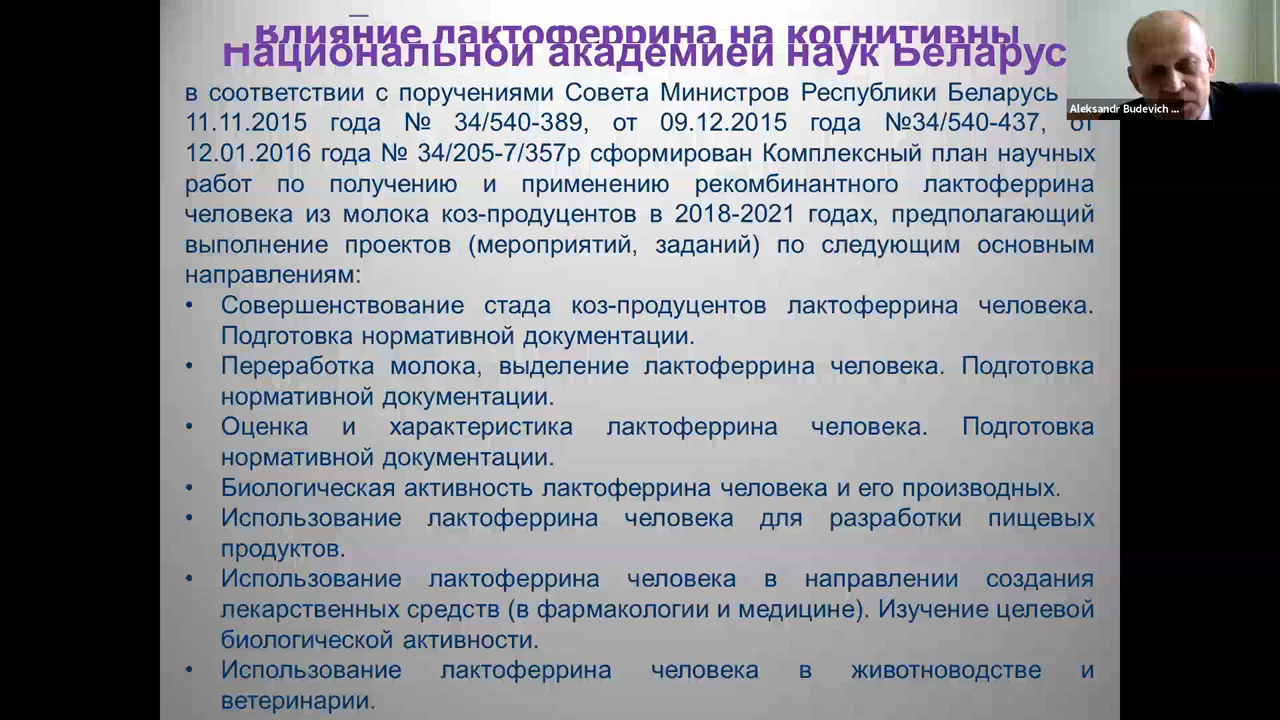 Влияние лактоферрина на когнитивны
Национальной академией наук Беларус
в соответствии с поручениями Совета Министров Республики Беларусь
11.11.2015 года № 34/540-389, от 09.12.2015 года №34/540-437, от
12.01.2016 года № 34/205-7/357р сформирован Комплексный план научных
работ по получению и применению рекомбинантного лактоферрина
человека из молока коз-продуцентов в 2018-2021 годах, предполагающий
выполнение проектов (мероприятий, заданий) по следующим основным
направлениям:
• Совершенствование стада коз-продуцентов лактоферрина человека.
Подготовка нормативной документации.
• Переработка молока, выделение лактоферрина человека. Подготовка
нормативной документации.
• Оценка и характеристика лактоферрина человека. Подготовка
нормативной документации.
• Биологическая активность лактоферрина человека и его производных.
• Использование лактоферрина человека для разработки пищевых
продуктов.
• Использование лактоферрина человека в направлении создания
лекарственных средств (в фармакологии и медицине). Изучение целевой
биологической активности.
• Использование лактоферрина человека в животноводстве и
ветеринарии.
Aleksandr Budevich ...